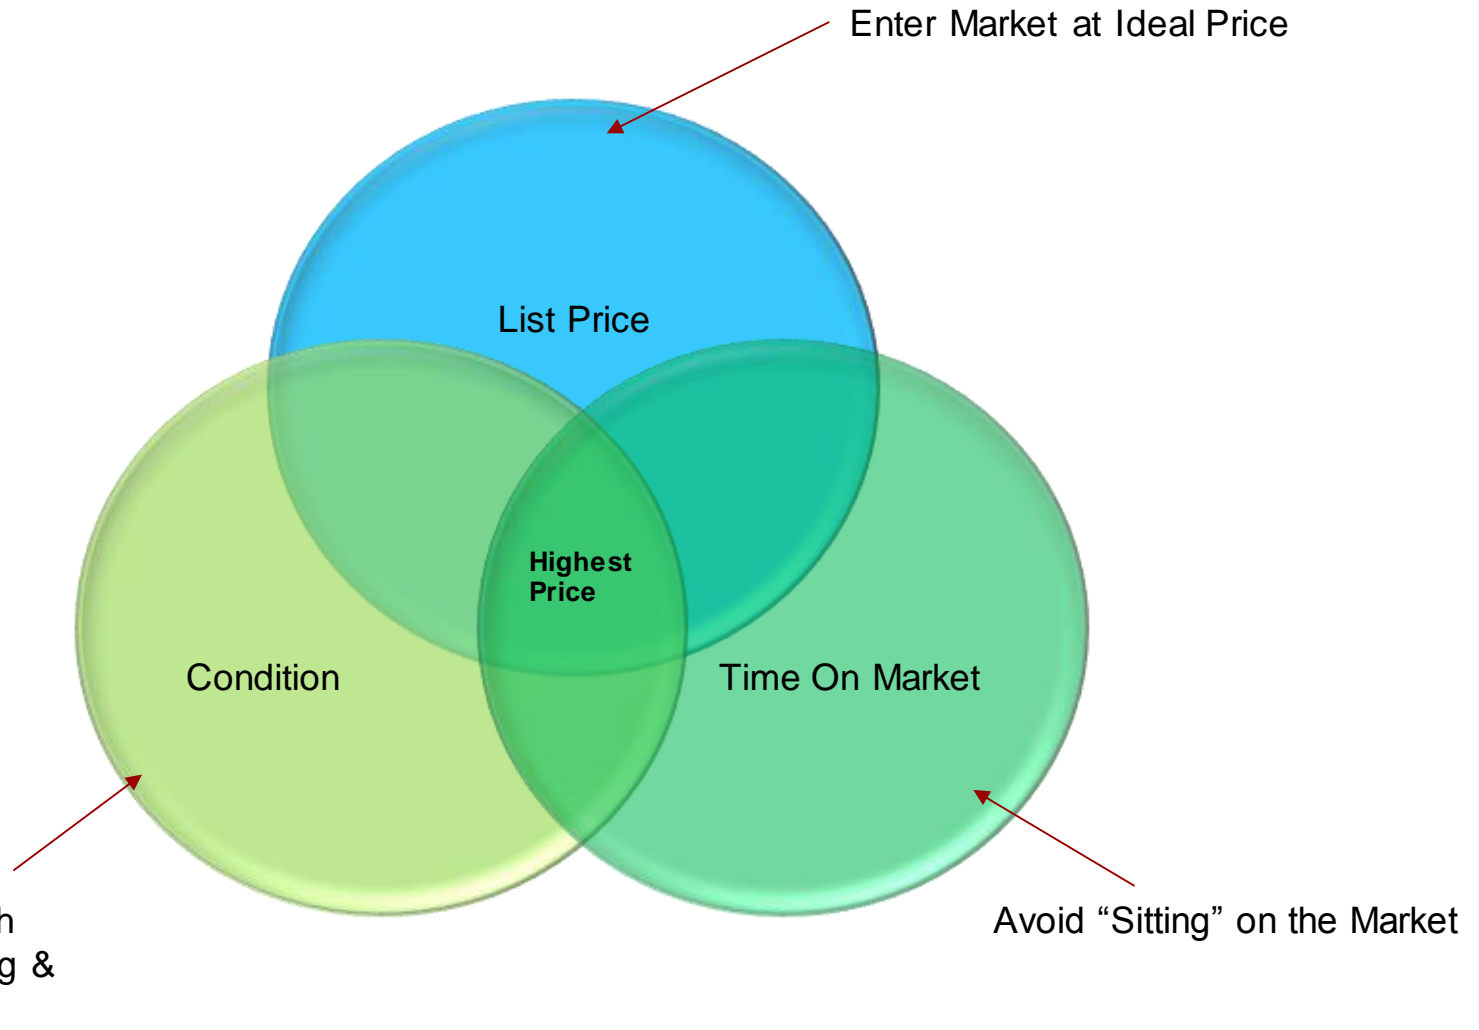 Enter Market at Ideal Price
List Price
Highest
Price
Condition
Time On Market
Avoid “Sitting” on the Market
&